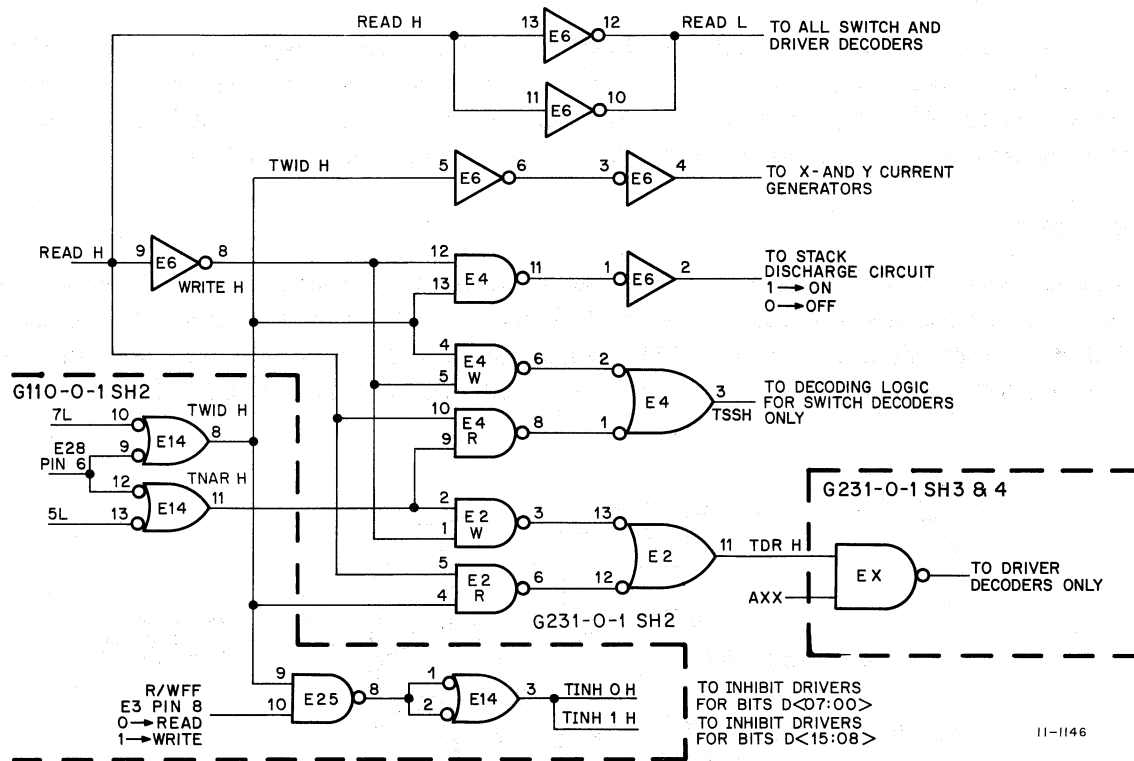 READ H
13
E6
12
READ L
TO ALL SWITCH AND
DRIVER DECODERS
11
E6
10
TWID H
5
E6
6
3
E6
4
TO X-AND Y CURRENT
GENERATORS
READ H
9
E6
8
WRITE H
12
13
E4
11
1
E6
2
TO STACK
DISCHARGE CIRCUIT
1→ON
0→OFF
4
5
E4
W
6
2
10
9
E4
R
8
1
E4
3
TSSH
TO DECODING LOGIC
FOR SWITCH DECODERS
ONLY
G110-0-1 SH2
7L
10
E28
PIN 6
9
E14
TWID H
8
12
5L
13
E14
TNAR H
11
2
1
E2
W
3
13
5
4
E2
R
6
12
E2
11
TDR H
G231-0-1 SH2
G231-0-1 SH3 & 4
AXX
EX
TO DRIVER
DECODERS ONLY
R/WFF
E3 PIN 8
0→READ
1→WRITE
9
10
E25
8
1
2
E14
3
TINH 0 H
TINH 1 H
TO INHIBIT DRIVERS
FOR BITS D<07:00>
TO INHIBIT DRIVERS
FOR BITS D<15:08>
11-1146